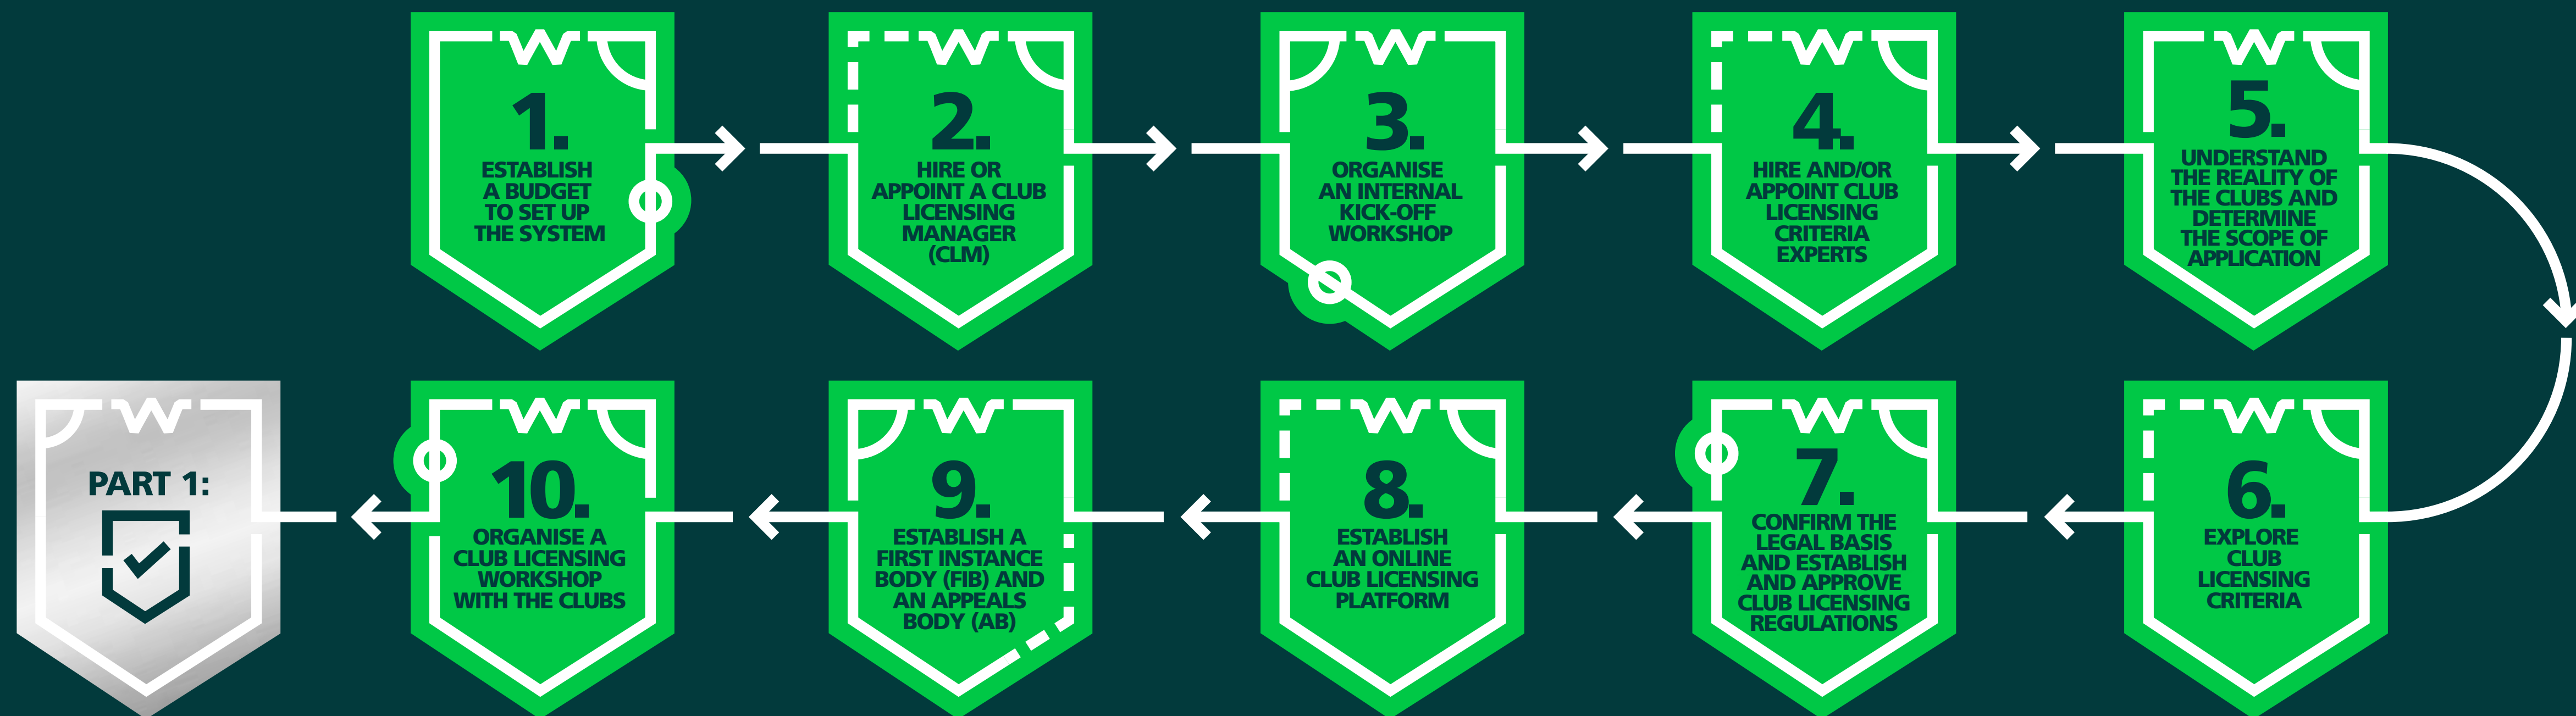 1.
ESTABLISH
A BUDGET
TO SET UP
THE SYSTEM
2.
HIRE OR
APPOINT A CLUB
LICENSING
MANAGER
(CLM)
3.
ORGANISE
AN INTERNAL
KICK-OFF
WORKSHOP
4.
HIRE AND/OR
APPOINT CLUB
LICENSING
CRITERIA
EXPERTS
5.
UNDERSTAND
THE REALITY OF
THE CLUBS AND
DETERMINE
THE SCOPE OF
APPLICATION
6.
EXPLORE
CLUB
LICENSING
CRITERIA
7.
CONFIRM THE
LEGAL BASIS
AND ESTABLISH
AND APPROVE
CLUB LICENSING
REGULATIONS
8.
ESTABLISH
AN ONLINE
CLUB LICENSING
PLATFORM
9.
ESTABLISH A
FIRST INSTANCE
BODY (FIB) AND
AN APPEALS
BODY (AB)
10.
ORGANISE A
CLUB LICENSING
WORKSHOP
WITH THE CLUBS
PART 1: